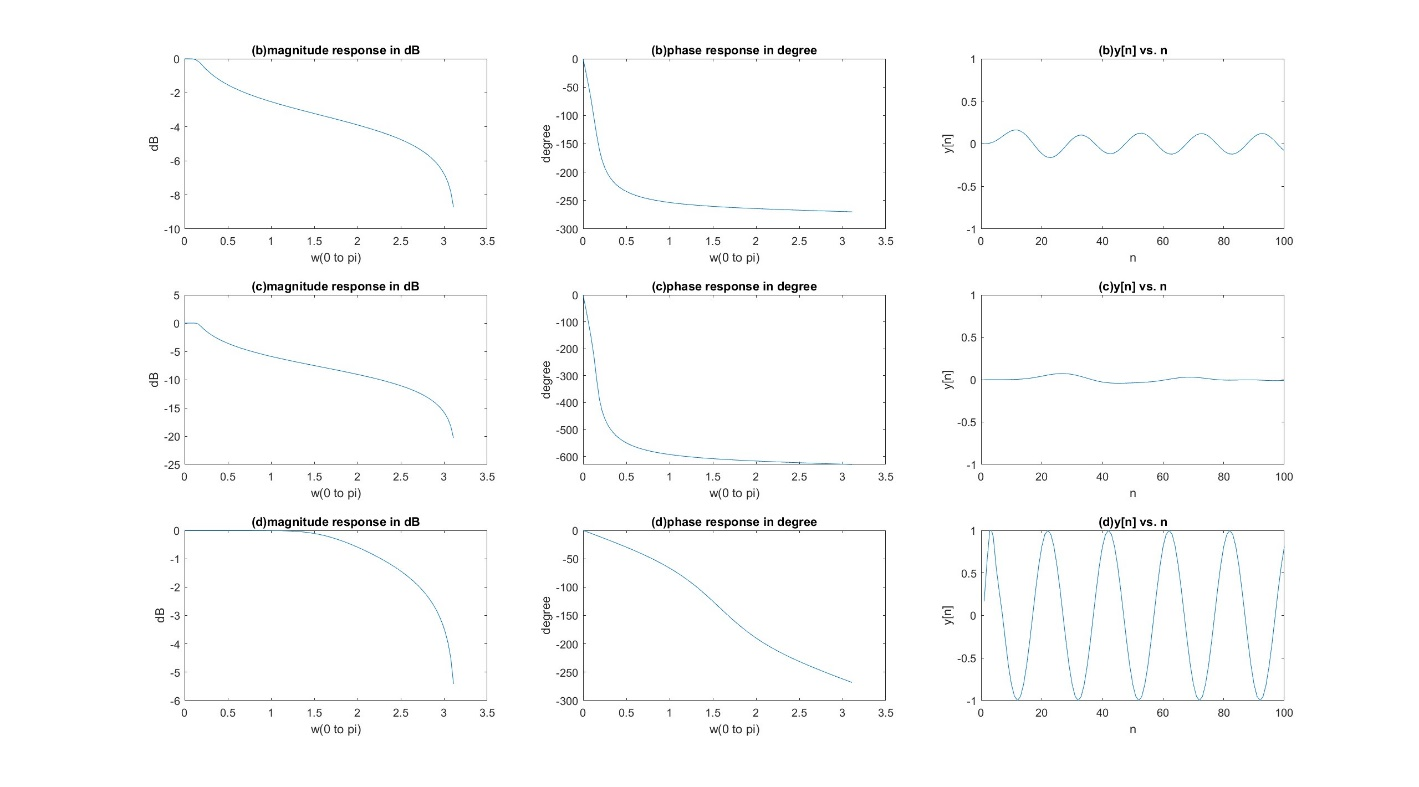 (b)magnitude response in dB
0
-2
-4
-6
-8
-10
dB
0 0.5 1 1.5 2 2.5 3 3.5
w(0 to pi)
(b)phase response in degree
0
-50
-100
-150
-200
-250
-300
degree
0 0.5 1 1.5 2 2.5 3 3.5
w(0 to pi)
(b)y[n] vs. n
1
0.5
0
-0.5
-1
y[n]
0 20 40 60 80 100
n
(c)magnitude response in dB
5
0
-5
-10
-15
-20
-25
dB
0 0.5 1 1.5 2 2.5 3 3.5
w(0 to pi)
(c)phase response in degree
0
-100
-200
-300
-400
-500
-600
degree
0 0.5 1 1.5 2 2.5 3 3.5
w(0 to pi)
(c)y[n] vs. n
1
0.5
0
-0.5
-1
y[n]
0 20 40 60 80 100
n
(d)magnitude response in dB
0
-1
-2
-3
-4
-5
-6
dB
0 0.5 1 1.5 2 2.5 3 3.5
w(0 to pi)
(d)phase response in degree
0
-50
-100
-150
-200
-250
-300
degree
0 0.5 1 1.5 2 2.5 3 3.5
w(0 to pi)
(d)y[n] vs. n
1
0.5
0
-0.5
-1
y[n]
0 20 40 60 80 100
n